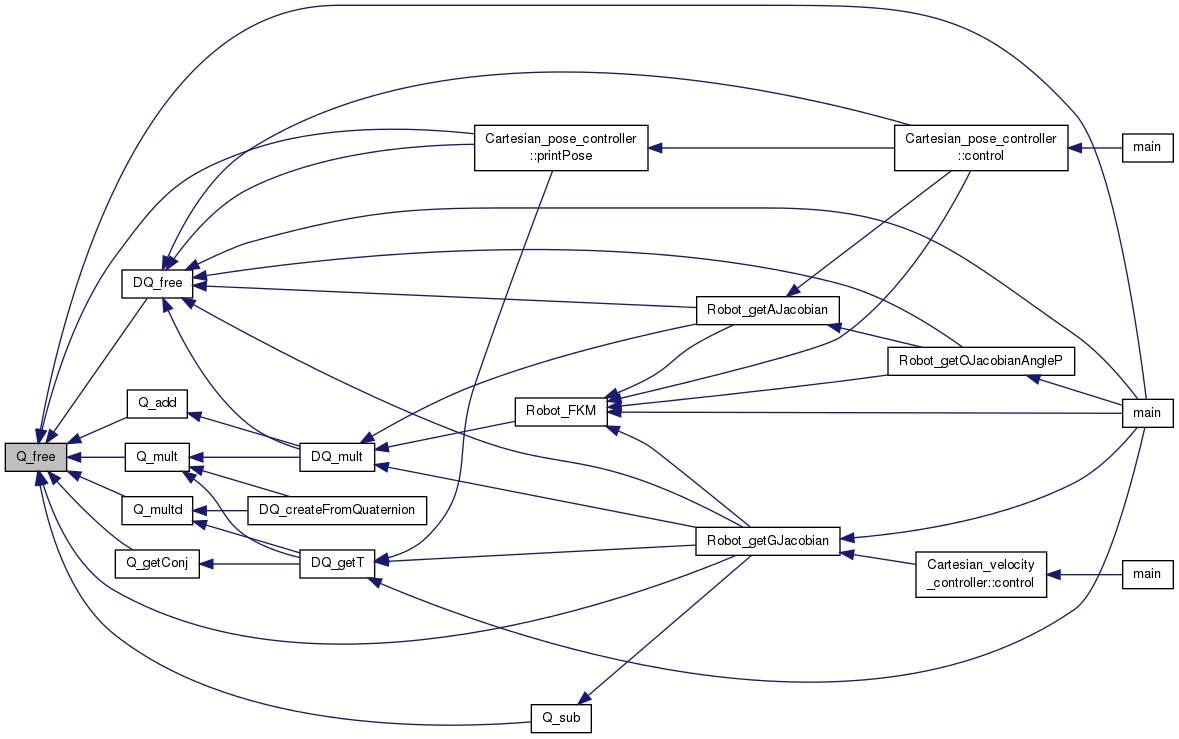 Cartesian_pose_controller
::printPose
Cartesian_pose_controller
::control
main
DQ_free
Robot_getAJacobian
Robot_getOJacobianAngleP
Q_add
Robot_FKM
main
Q_free
Q_mult
DQ_mult
Q_multd
DQ_createFromQuaternion
Robot_getGJacobian
Q_getConj
DQ_getT
Cartesian_velocity
_controller::control
main
Q_sub